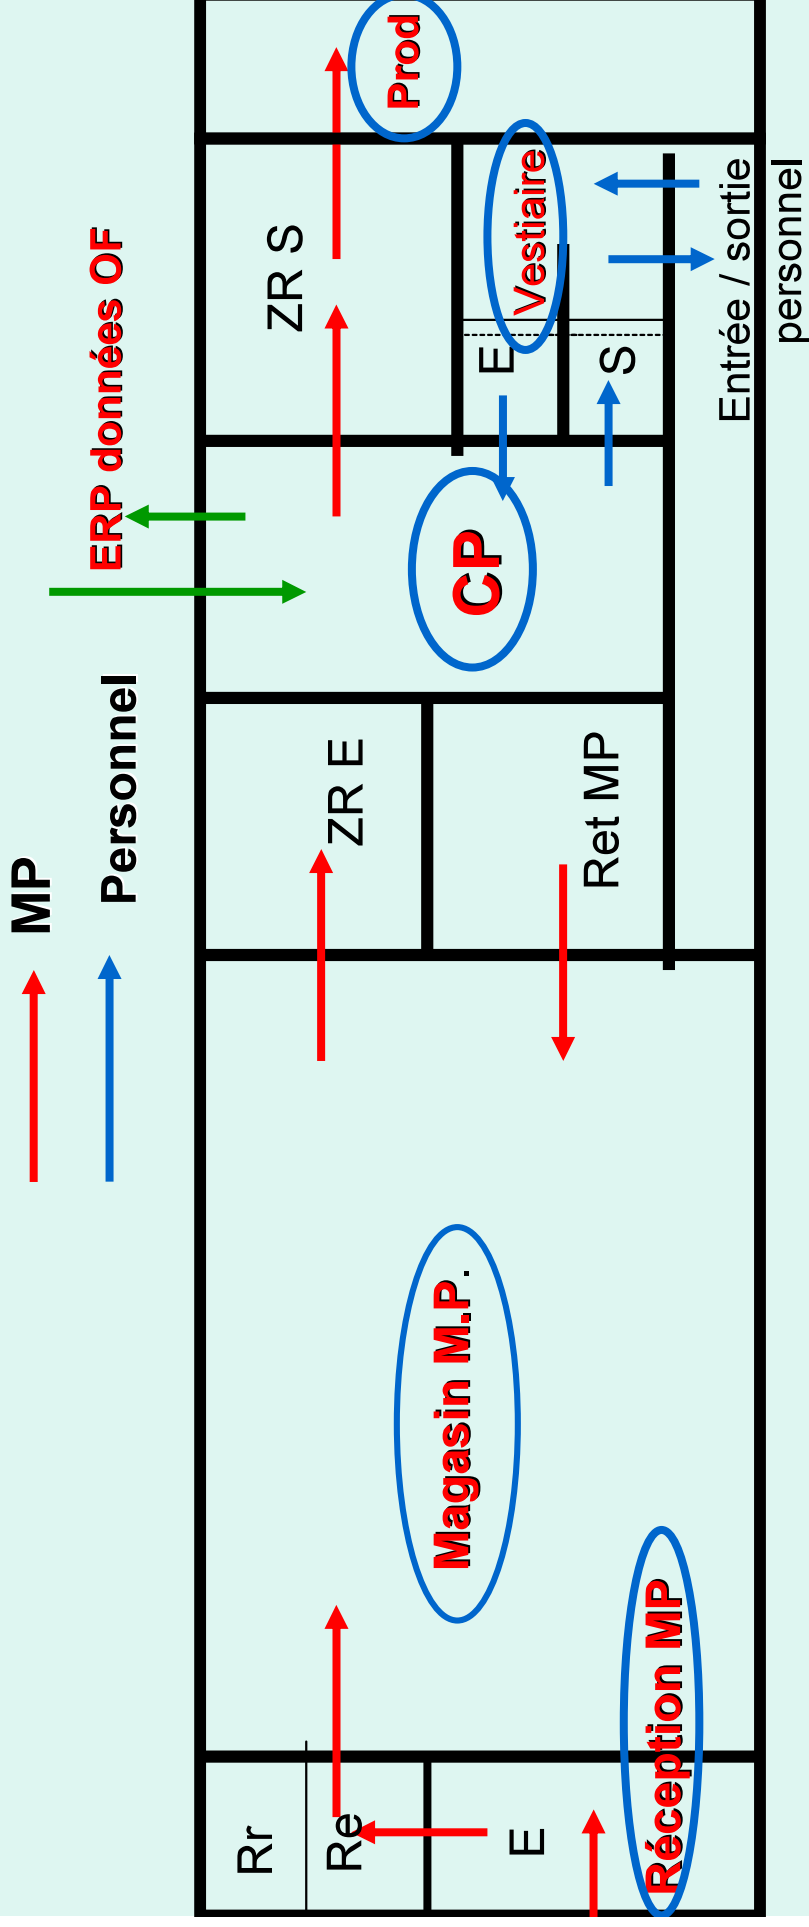 MP
Personnel
ERP données OF
Rr
Re
E
Réception MP
Magasin M.P.
ZR E
Ret MP
CP
ZR S
E
S
Vestiaire
Entrée / sortie
personnel
Prod